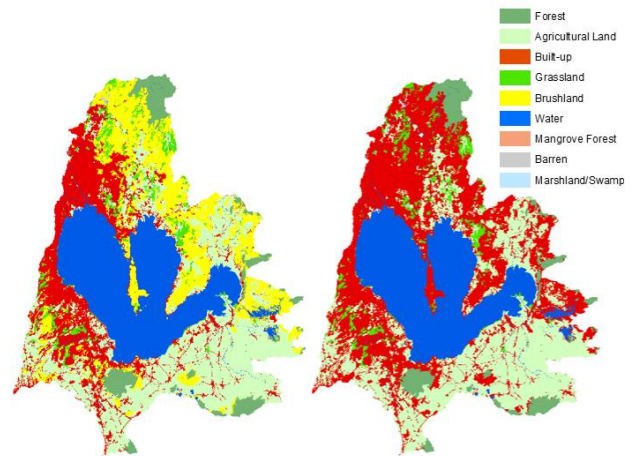 Forest
Agricultural Land
Built-up
Grassland
Brushland
Water
Mangrove Forest
Barren
Marshland/Swamp